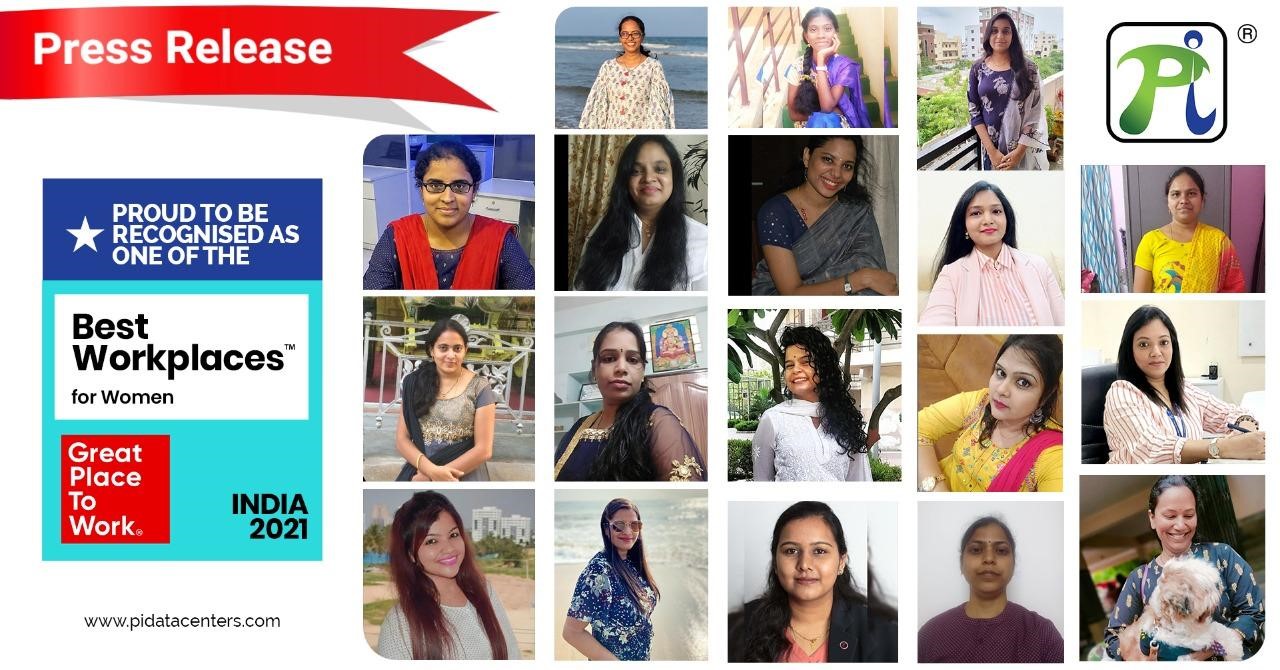 Press Release
PROUD TO BE
RECOGNISED AS
ONE OF THE
Best
Workplaces™
for Women
Great
Place
To
Work®
INDIA
2021
www.pidatacenters.com
Pi ®